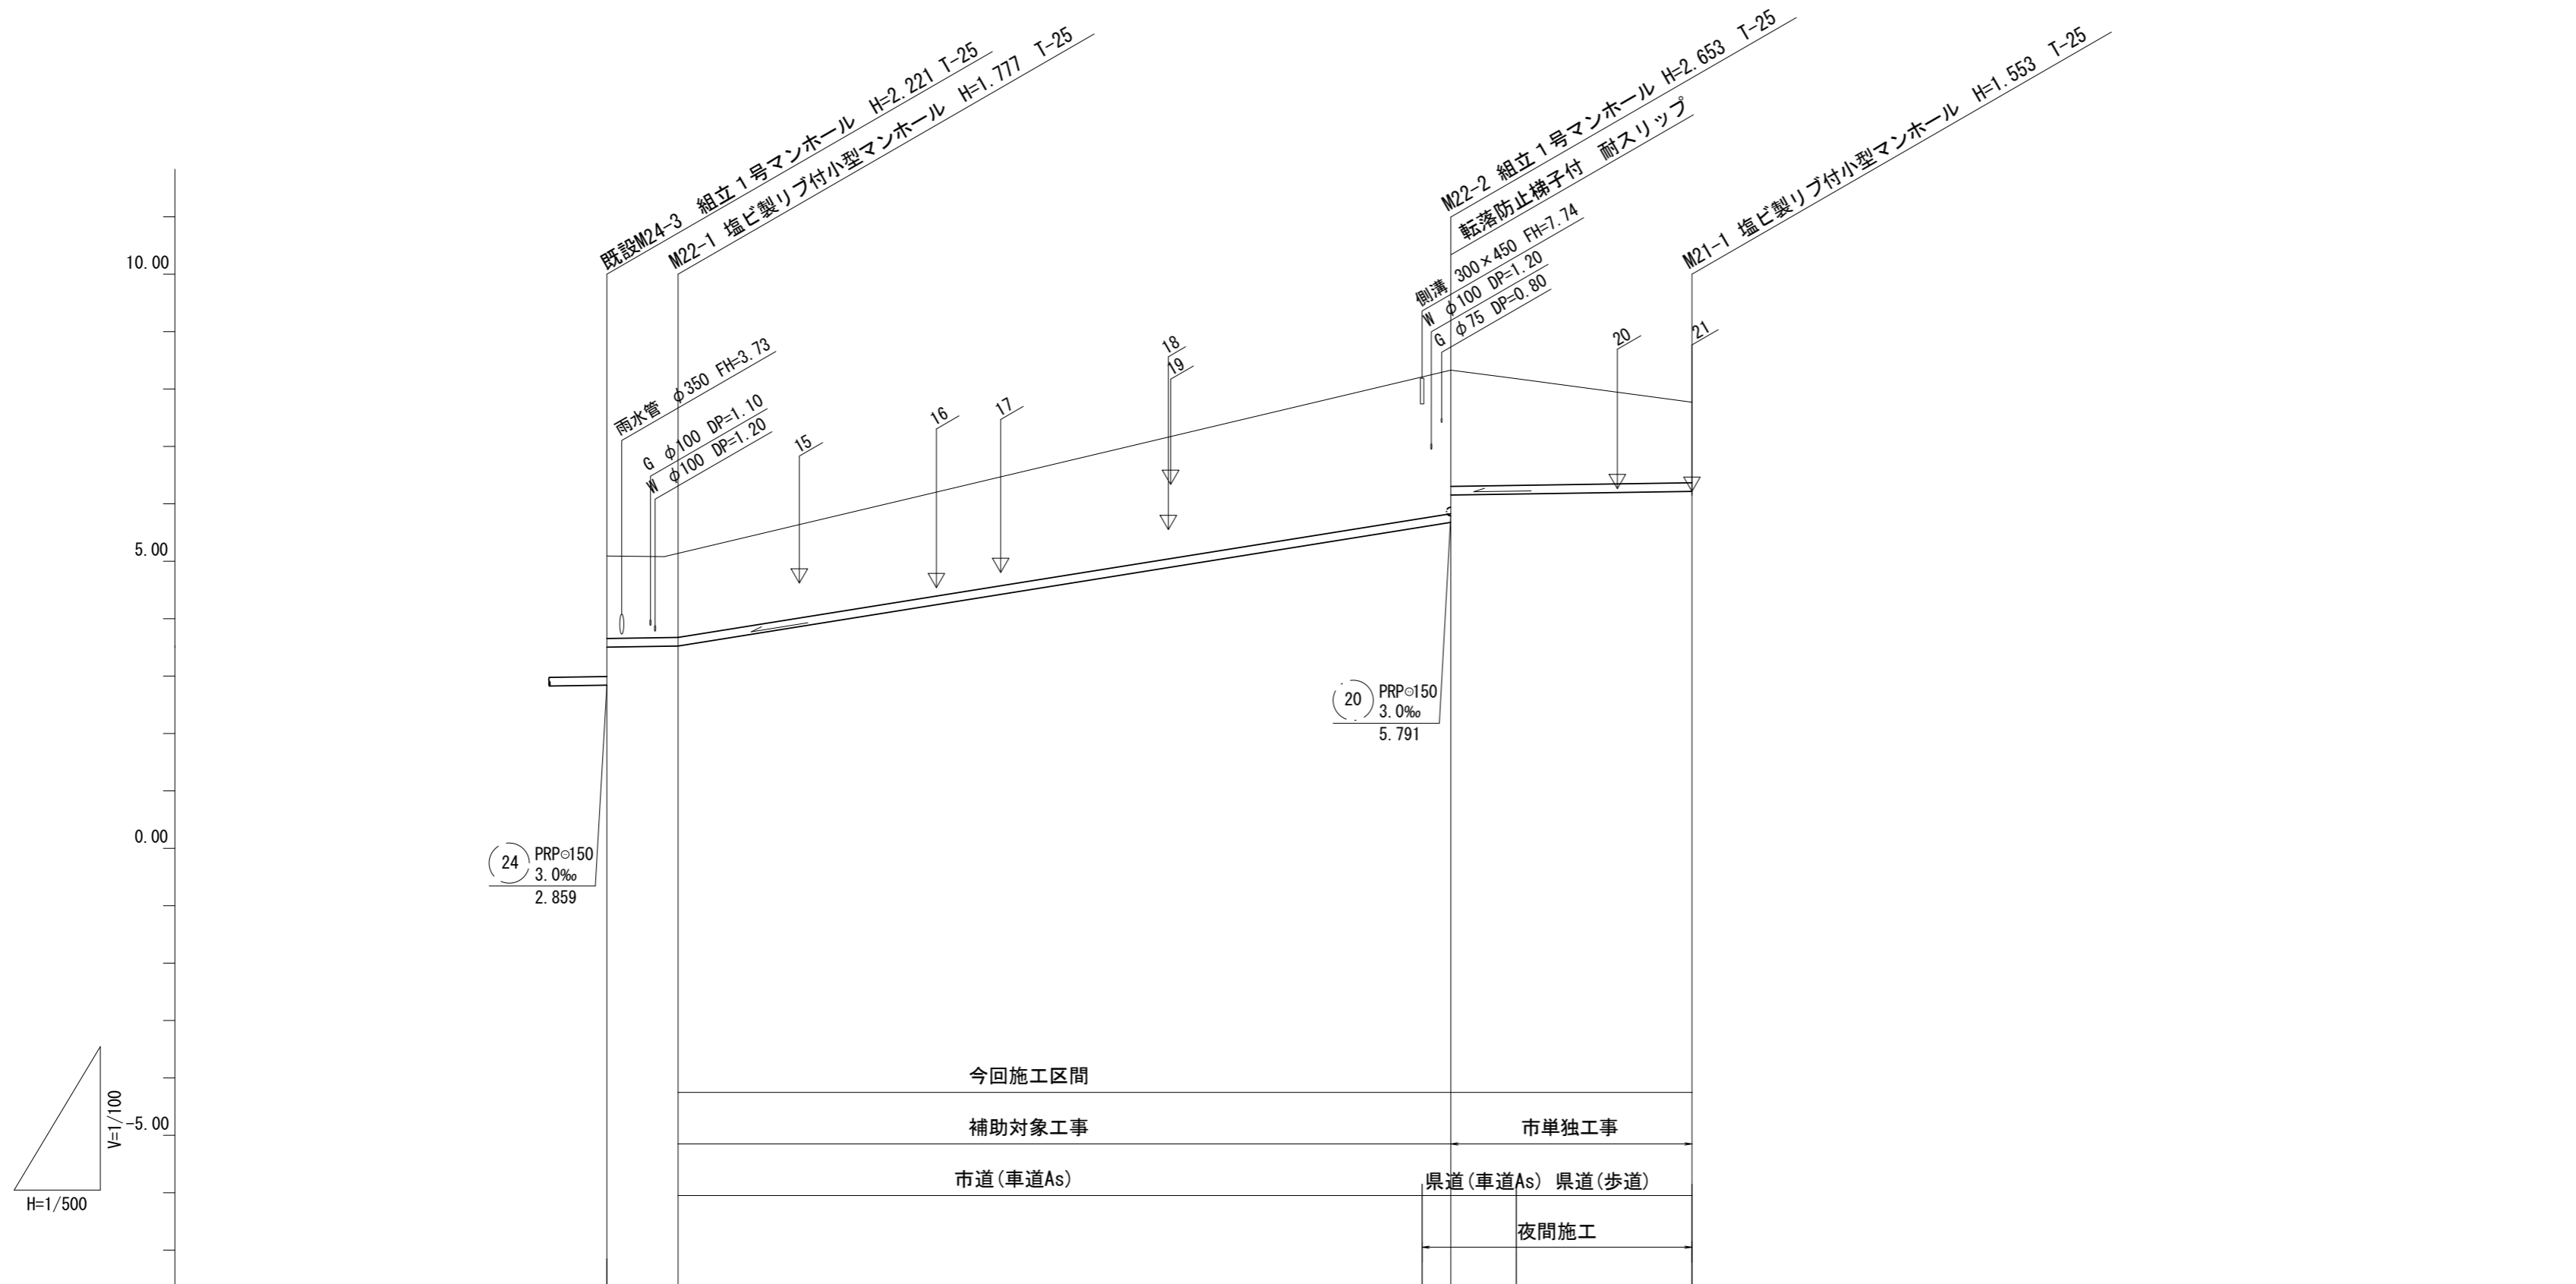 既設M24-3　組立１号マンホール　H=2.221 T-25
M22-1 塩ビ製リブ付小型マンホール　H=1.777　T-25
M22-2 組立１号マンホール H=2.653　T-25
転落防止梯子付　耐スリップ
M21-1 塩ビ製リブ付小型マンホール　H=1.553　T-25
側溝 300×450 FH=7.74
W φ100 DP=1.20
G φ75 DP=0.80
雨水管 φ350 FH=3.73
G φ100 DP=1.10
W φ100 DP=1.20
15
16
17
18
19
20
21
10.00
5.00
0.00
-5.00
20
PRP⊖150
3.0‰
5.791
24
PRP⊖150
3.0‰
2.859
今回施工区間
補助対象工事
市単独工事
市道(車道As)
県道(車道As)
県道(歩道)
夜間施工
V=1/100
H=1/500